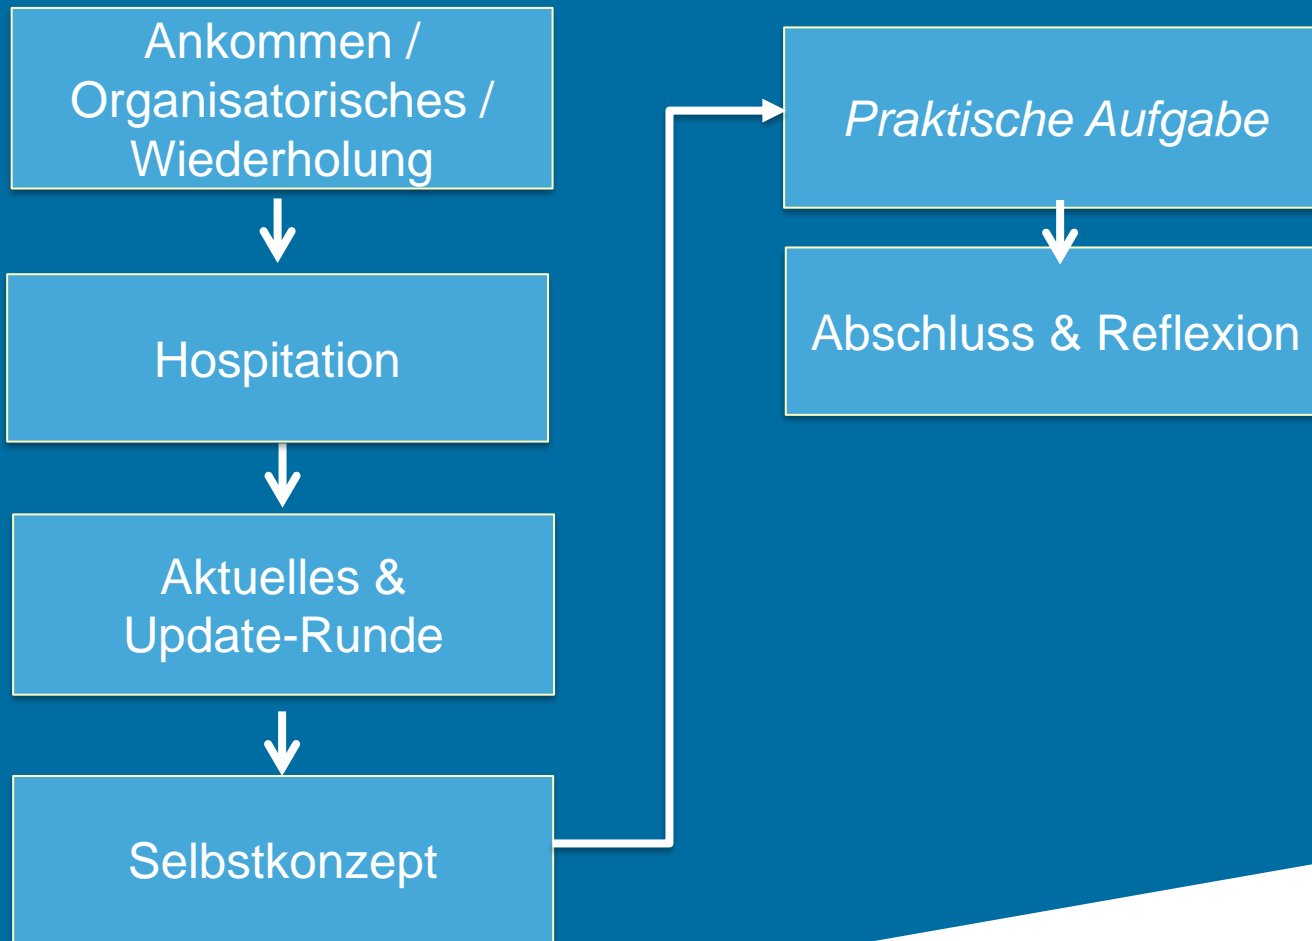 Ankommen /
Organisatorisches /
Wiederholung
Hospitation
Aktuelles &
Update-Runde
Selbstkonzept
Praktische Aufgabe
Abschluss & Reflexion